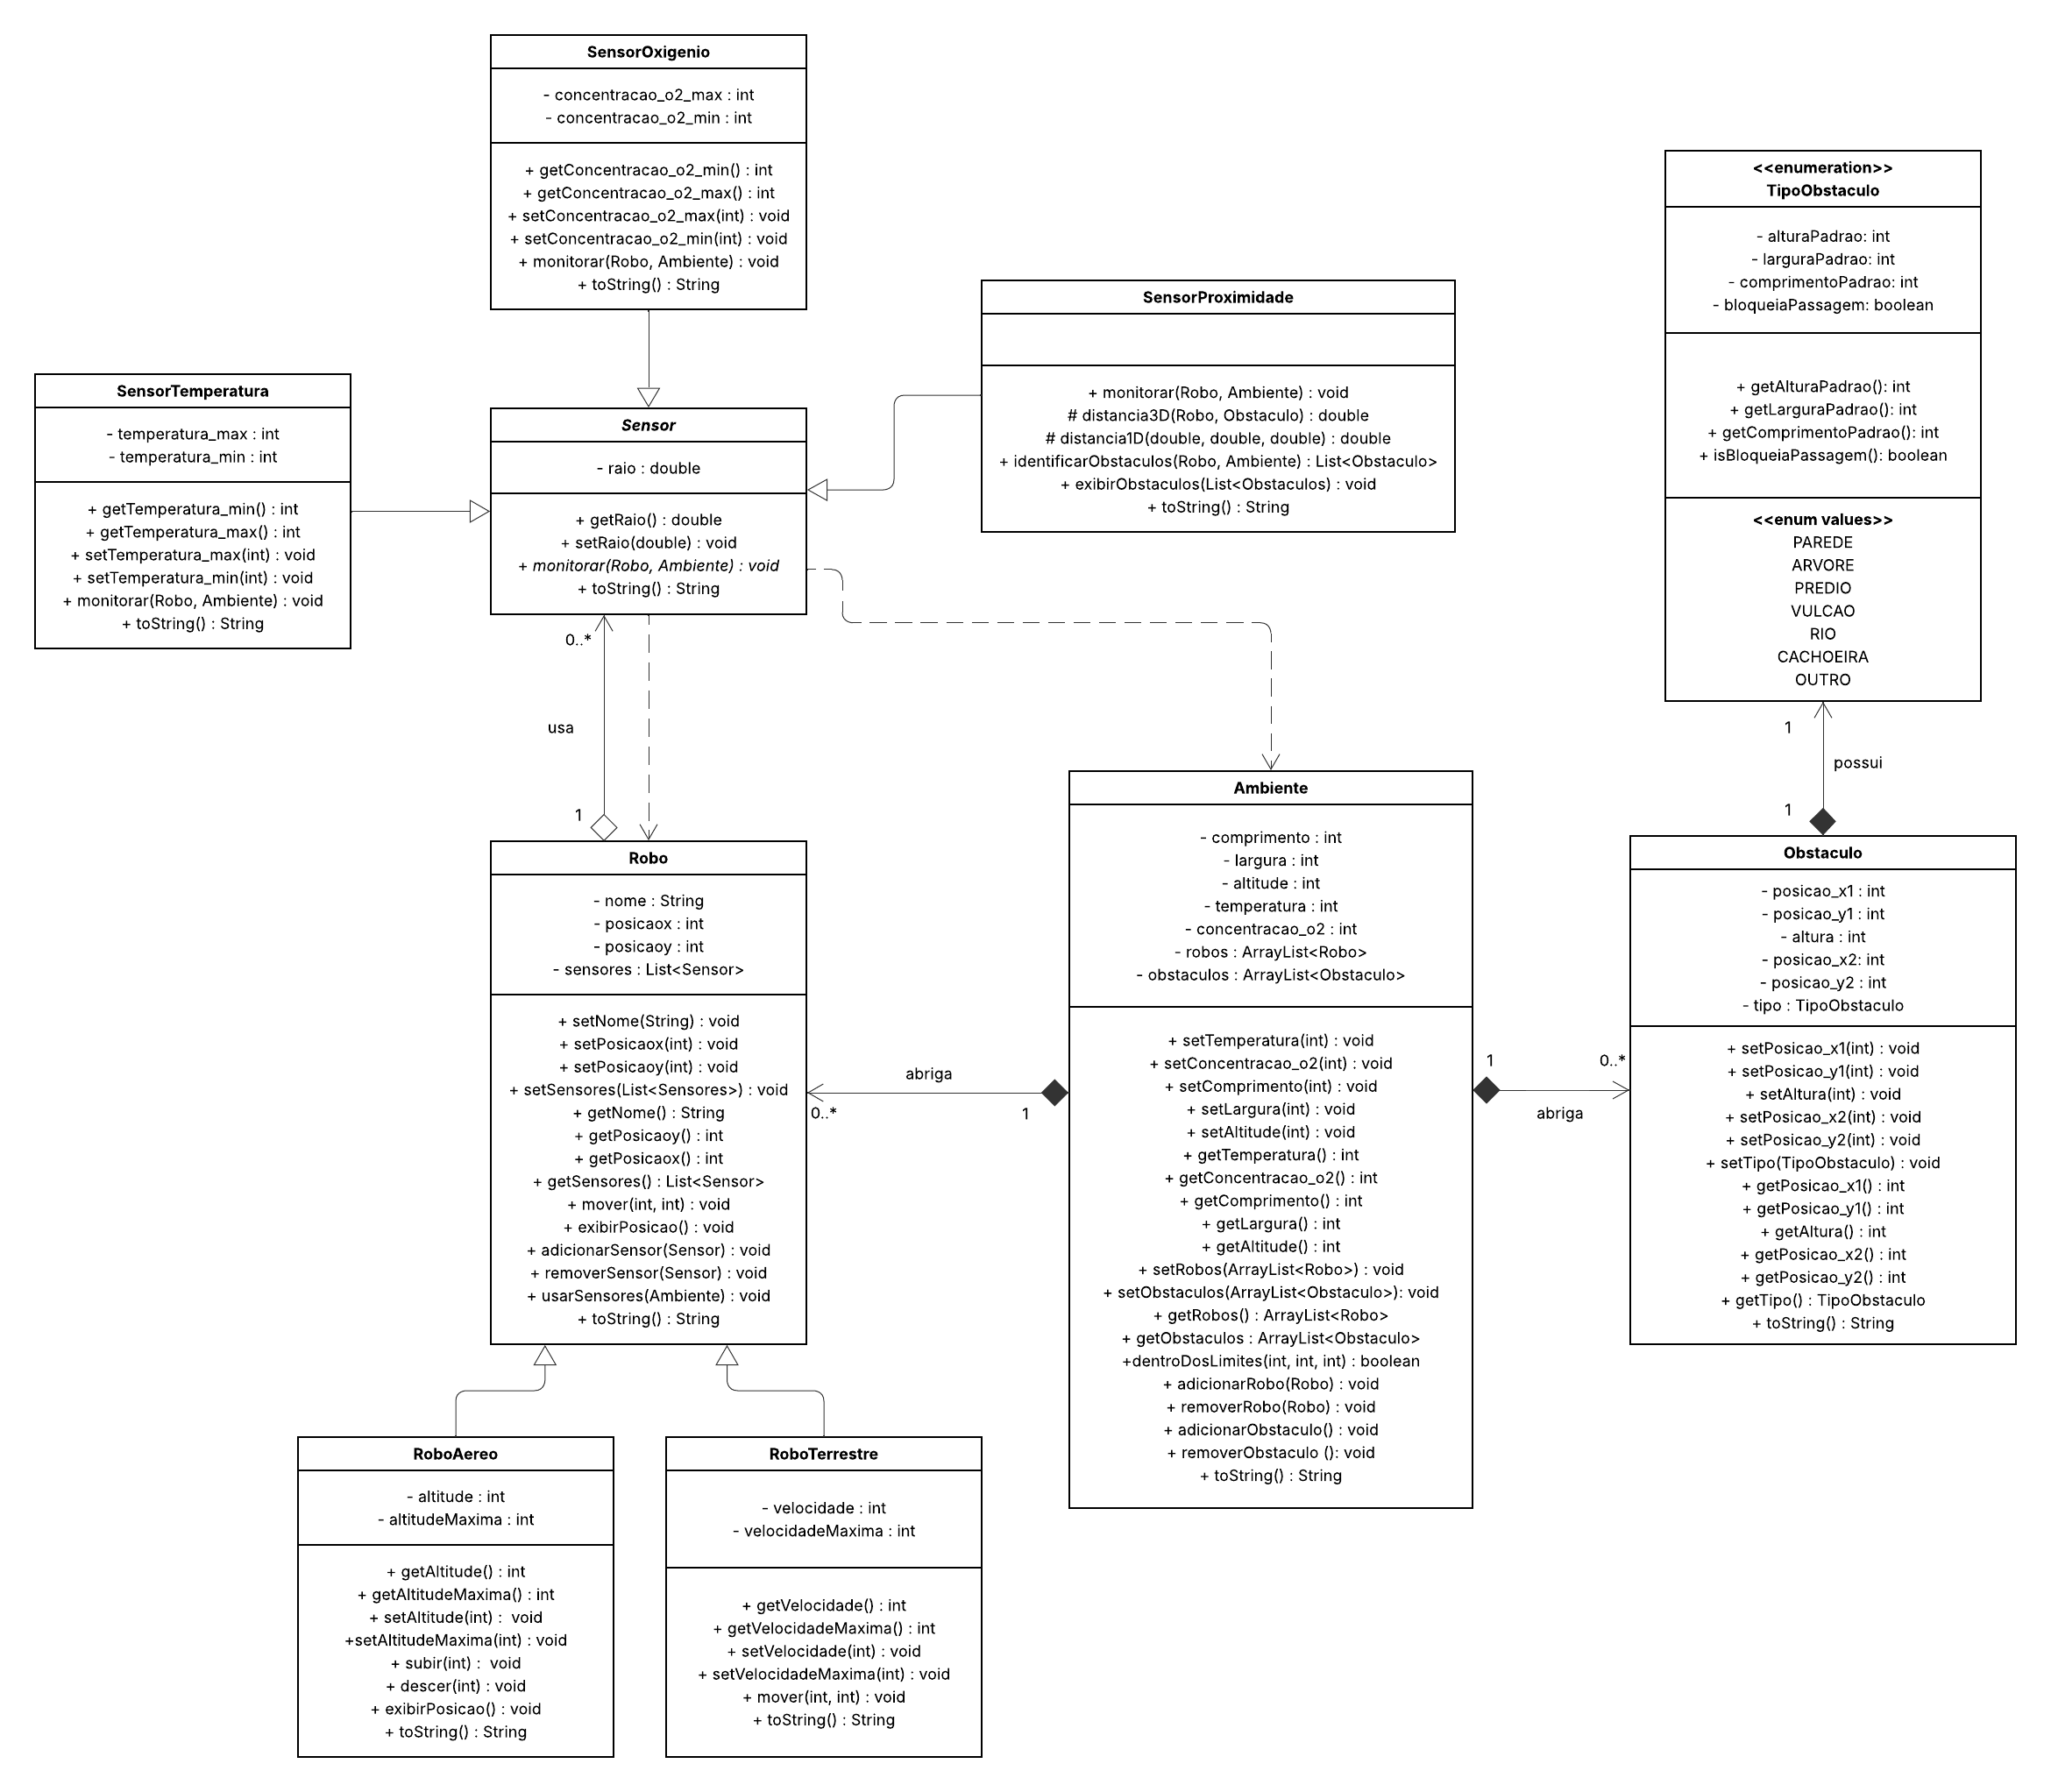 SensorOxigenio
- concentracao_o2_max : int
- concentracao_o2_min : int
+ getConcentracao_o2_min() : int
+ getConcentracao_o2_max() : int
+ setConcentracao_o2_max(int) : void
+ setConcentracao_o2_min(int) : void
+ monitorar(Robo, Ambiente) : void
+ toString() : String
<<enumeration>>
TipoObstaculo
- alturaPadrao: int
- larguraPadrao: int
- comprimentoPadrao: int
- bloqueiaPassagem: boolean
+ getAlturaPadrao(): int
+ getLarguraPadrao(): int
+ getComprimentoPadrao(): int
+ isBloqueiaPassagem(): boolean
<<enum values>>
PAREDE
ARVORE
PREDIO
VULCAO
RIO
CACHOEIRA
OUTRO
SensorProximidade
+ monitorar(Robo, Ambiente) : void
# distancia3D(Robo, Obstaculo) : double
# distancia1D(double, double, double) : double
+ identificarObstaculos(Robo, Ambiente) : List<Obstaculo>
+ exibirObstaculos(List<Obstaculos) : void
+ toString() : String
SensorTemperatura
- temperatura_max : int
- temperatura_min : int
+ getTemperatura_min() : int
+ getTemperatura_max() : int
+ setTemperatura_max(int) : void
+ setTemperatura_min(int) : void
+ monitorar(Robo, Ambiente) : void
+ toString() : String
Sensor
- raio : double
+ getRaio() : double
+ setRaio(double) : void
+ monitorar(Robo, Ambiente) : void
+ toString() : String
0..*
usa
1
1
possui
1
Robo
- nome : String
- posicaox : int
- posicaoy : int
- sensores : List<Sensor>
+ setNome(String) : void
+ setPosicaox(int) : void
+ setPosicaoy(int) : void
+ setSensores(List<Sensores>) : void
+ getNome() : String
+ getPosicaoy() : int
+ getPosicaox() : int
+ getSensores() : List<Sensor>
+ mover(int, int) : void
+ exibirPosicao() : void
+ adicionarSensor(Sensor) : void
+ removerSensor(Sensor) : void
+ usarSensores(Ambiente) : void
+ toString() : String
abriga
0..*
1
Ambiente
- comprimento : int
- largura : int
- altitude : int
- temperatura : int
- concentracao_o2 : int
- robos : ArrayList<Robo>
- obstaculos : ArrayList<Obstaculo>
+ setTemperatura(int) : void
+ setConcentracao_o2(int) : void
+ setComprimento(int) : void
+ setLargura(int) : void
+ setAltitude(int) : void
+ getTemperatura() : int
+ getConcentracao_o2() : int
+ getComprimento() : int
+ getLargura() : int
+ getAltitude() : int
+ setRobos(ArrayList<Robo>) : void
+ setObstaculos(ArrayList<Obstaculo>): void
+ getRobos() : ArrayList<Robo>
+ getObstaculos : ArrayList<Obstaculo>
+dentroDosLimites(int, int, int) : boolean
+ adicionarRobo(Robo) : void
+ removerRobo(Robo) : void
+ adicionarObstaculo() : void
+ removerObstaculo (): void
+ toString() : String
1
0..*
abriga
Obstaculo
- posicao_x1 : int
- posicao_y1 : int
- altura : int
- posicao_x2: int
- posicao_y2 : int
- tipo : TipoObstaculo
+ setPosicao_x1(int) : void
+ setPosicao_y1(int) : void
+ setAltura(int) : void
+ setPosicao_x2(int) : void
+ setPosicao_y2(int) : void
+ setTipo(TipoObstaculo) : void
+ getPosicao_x1() : int
+ getPosicao_y1() : int
+ getAltura() : int
+ getPosicao_x2() : int
+ getPosicao_y2() : int
+ getTipo() : TipoObstaculo
+ toString() : String
RoboAereo
- altitude : int
- altitudeMaxima : int
+ getAltitude() : int
+ getAltitudeMaxima() : int
+ setAltitude(int) :  void
+setAltitudeMaxima(int) : void
+ subir(int) :  void
+ descer(int) : void
+ exibirPosicao() : void
+ toString() : String
RoboTerrestre
- velocidade : int
- velocidadeMaxima : int
+ getVelocidade() : int
+ getVelocidadeMaxima() : int
+ setVelocidade(int) : void
+ setVelocidadeMaxima(int) : void
+ mover(int, int) : void
+ toString() : String